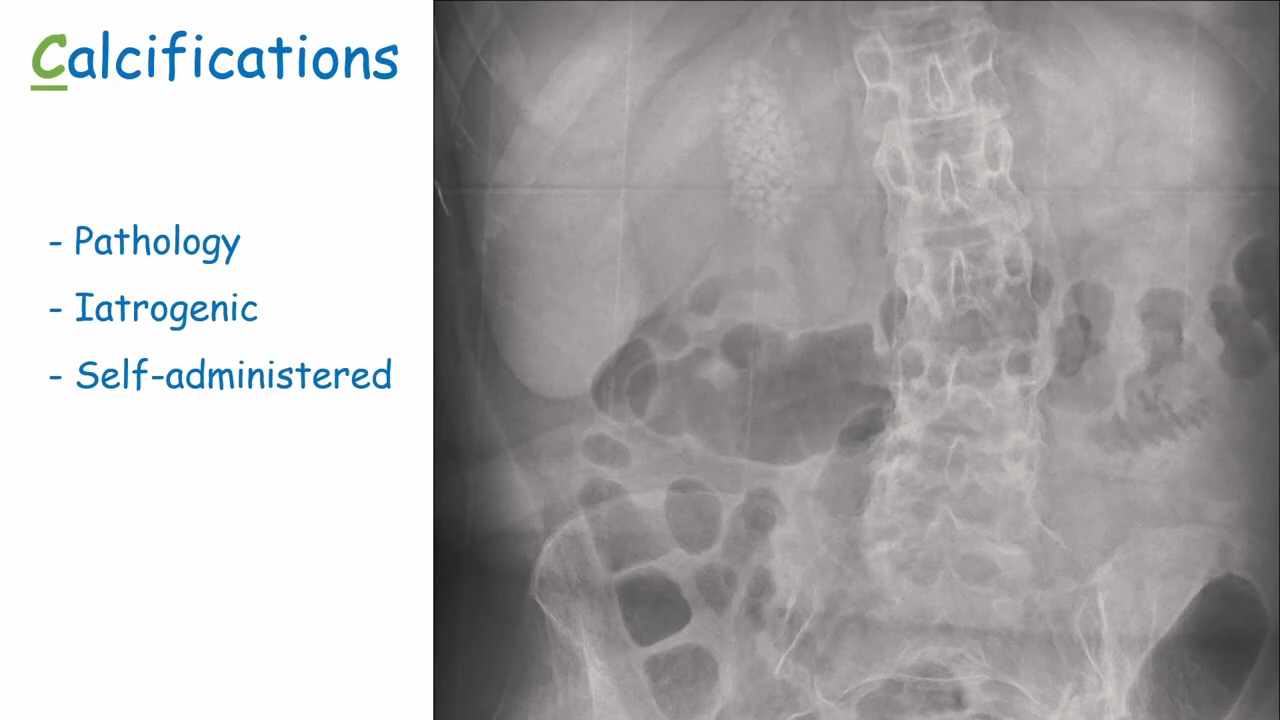 Calcifications
- Pathology
- Iatrogenic
- Self-administered